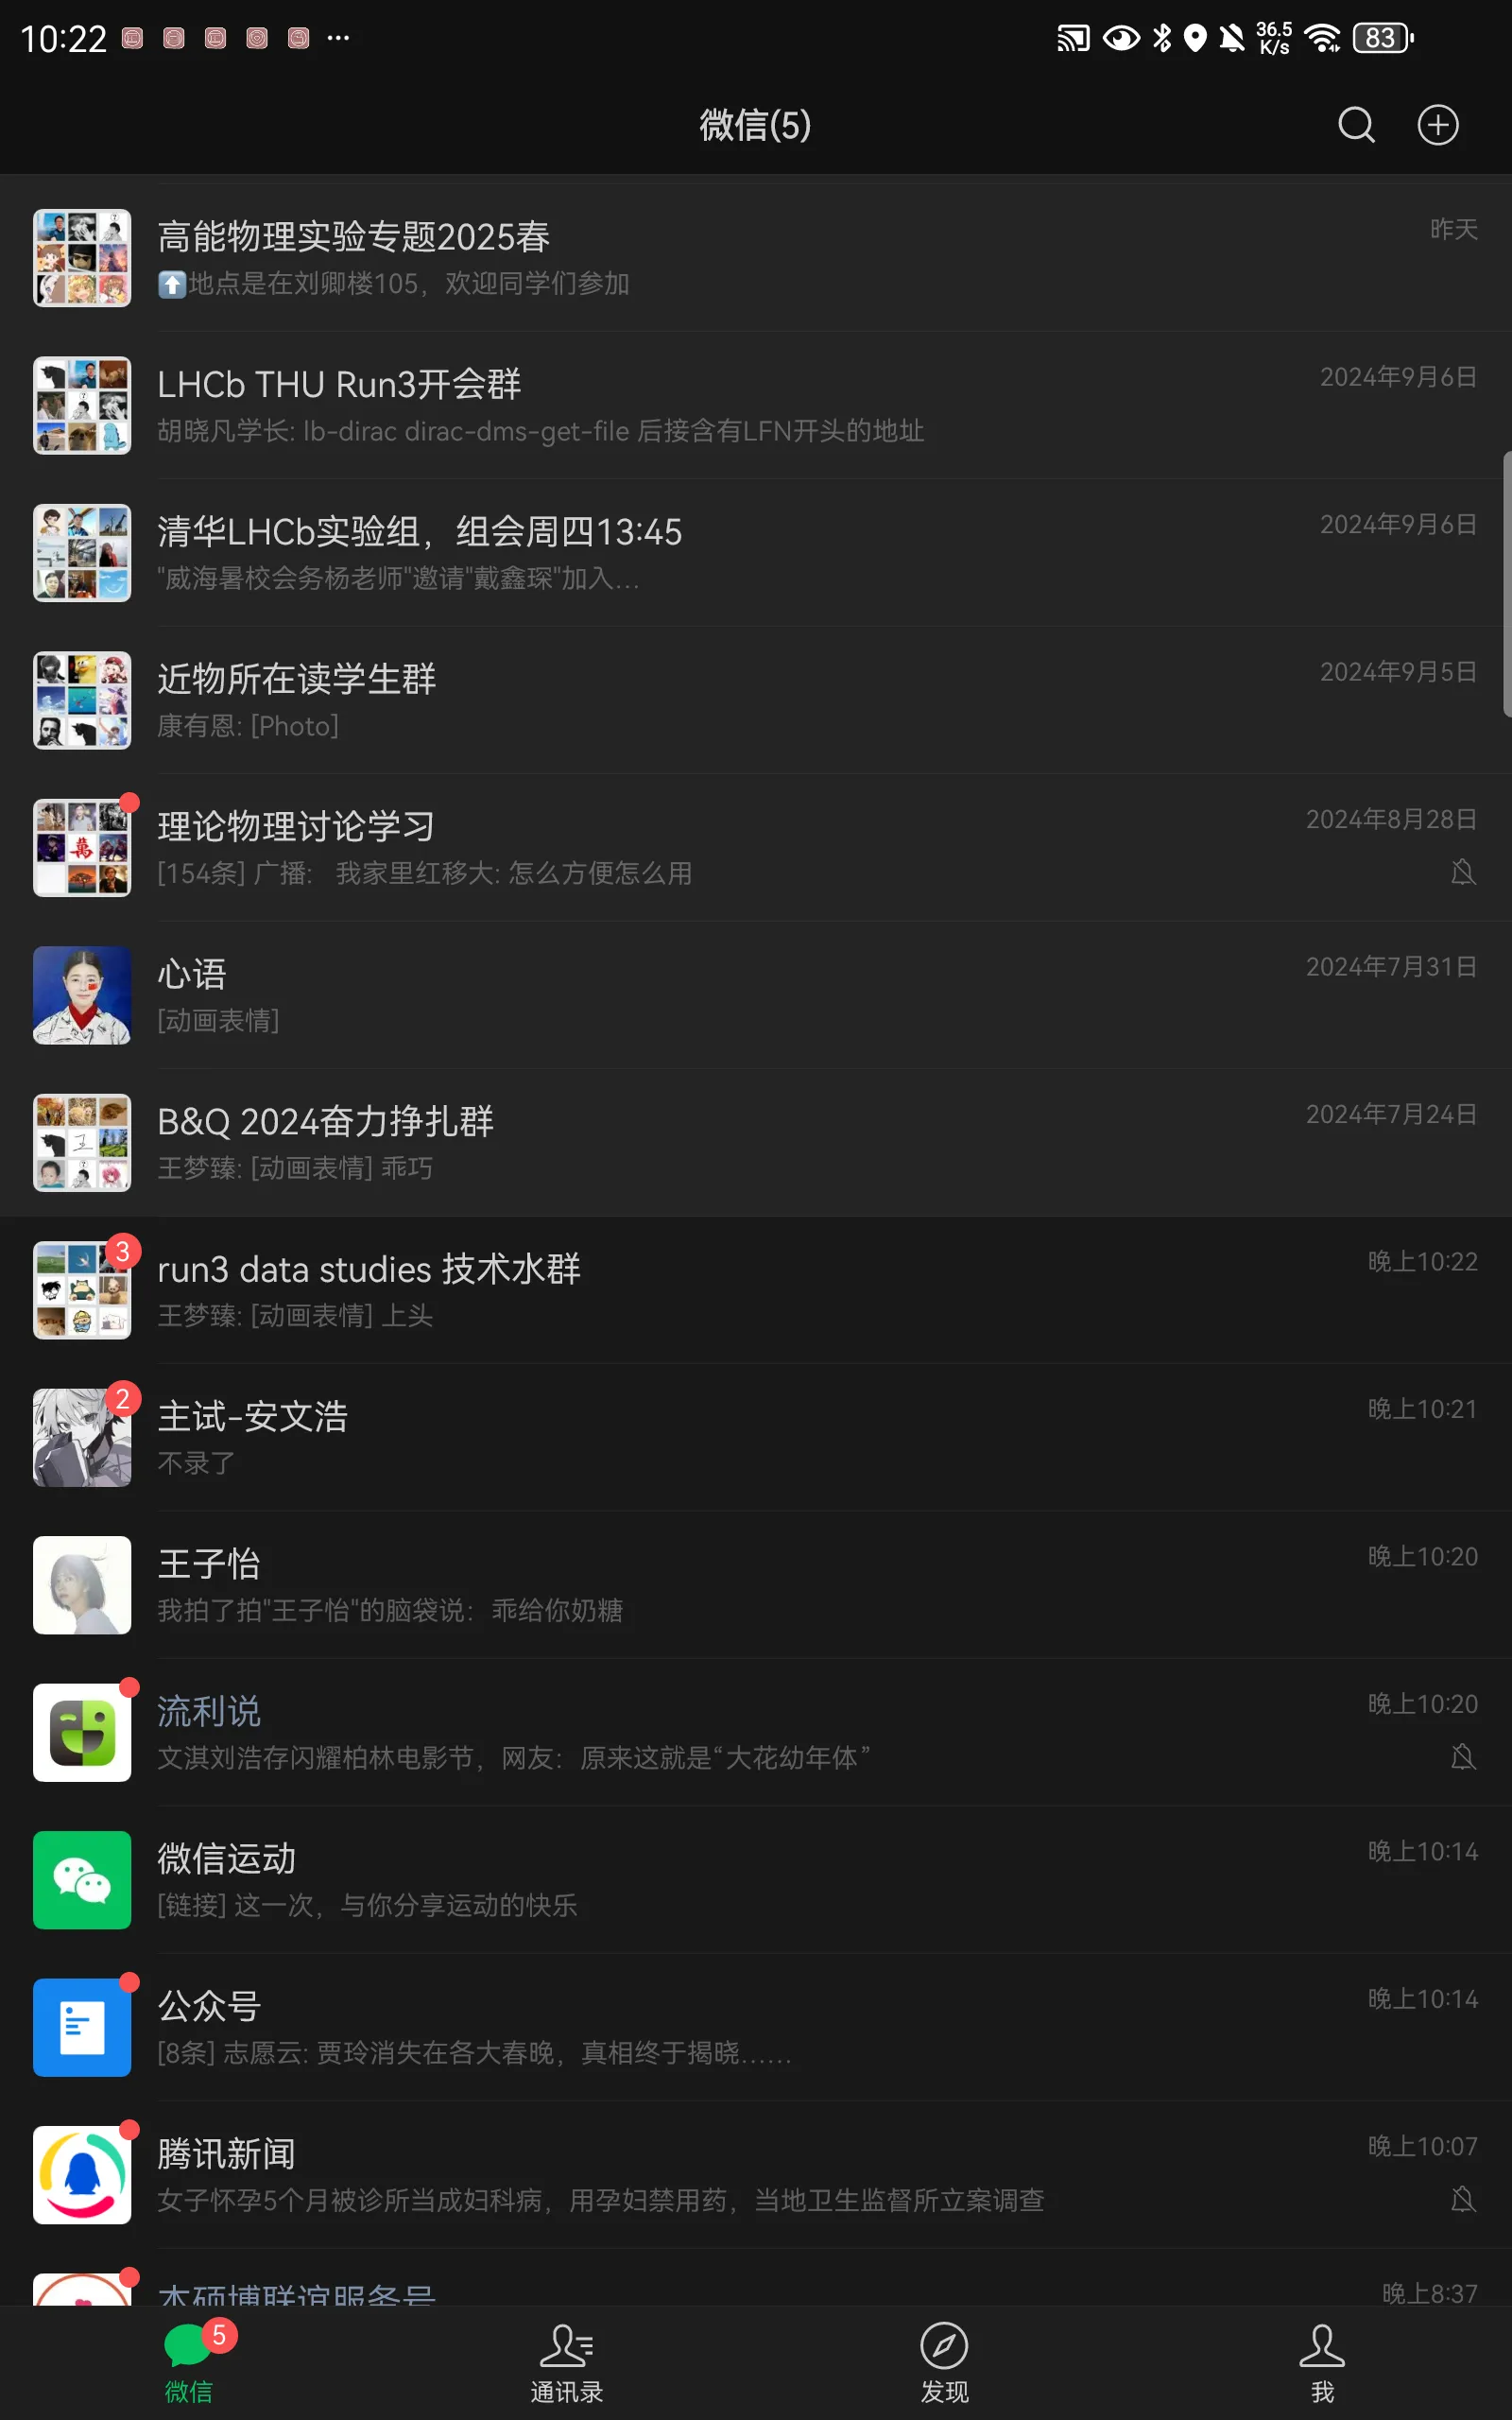 10:22
36.5 K/s
83
微信(5)
高能物理实验专题2025春
昨天
⬆️地点是在刘卿楼105，欢迎同学们参加
LHCb THU Run3开会群
2024年9月6日
胡晓凡学长: lb-dirac dirac-dms-get-file 后接含有LFN开头的地址
清华LHCb实验组，组会周四13:45
2024年9月6日
"威海暑校会务杨老师"邀请"戴鑫琛"加入...
近物所在读学生群
2024年9月5日
康有恩: [Photo]
理论物理讨论学习
2024年8月28日
[154条] 广播: 我家里红移大: 怎么方便怎么用
心语
2024年7月31日
[动画表情]
B&Q 2024奋力挣扎群
2024年7月24日
王梦臻: [动画表情] 乖巧
3
run3 data studies 技术水群
晚上10:22
王梦臻: [动画表情] 上头
2
主试-安文浩
晚上10:21
不录了
王子怡
晚上10:20
我拍了拍"王子怡"的脑袋说：乖给你奶糖
流利说
晚上10:20
文淇刘浩存闪耀柏林电影节，网友：原来这就是“大花幼年体”
微信运动
晚上10:14
[链接] 这一次，与你分享运动的快乐
公众号
晚上10:14
[8条] 志愿云: 贾玲消失在各大春晚，真相终于揭晓……
腾讯新闻
晚上10:07
女子怀孕5个月被诊所当成妇科病，用孕妇禁用药，当地卫生监督所立案调查
本硕博联谊服务号
晚上8:37
5
微信
通讯录
发现
我